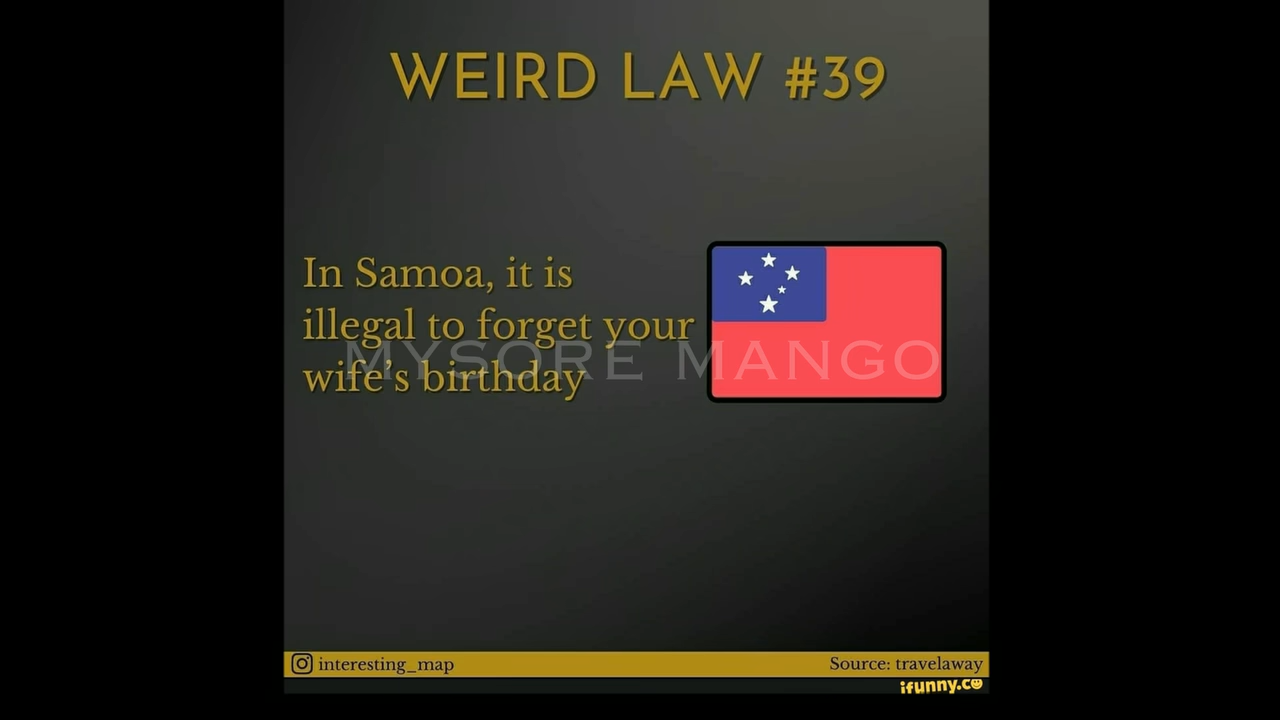 WEIRD LAW #39
In Samoa, it is
illegal to forget your
wife's birthday
MYSORE MANGO
interesting_map
Source: travelaway
ifunny.co